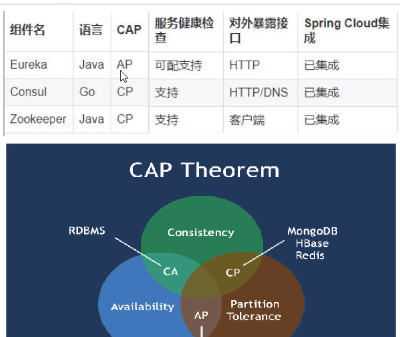 组件名 语言 CAP 服务健康检查 对外暴露接口 Spring Cloud集成
Eureka Java AP 可配支持 HTTP 已集成
Consul Go CP 支持 HTTP/DNS 已集成
Zookeeper Java CP 支持 客户端 已集成
CAP Theorem
RDBMS
Consistency
MongoDB
HBase
Redis
CA
CP
Availability
Partition
Tolerance
AP